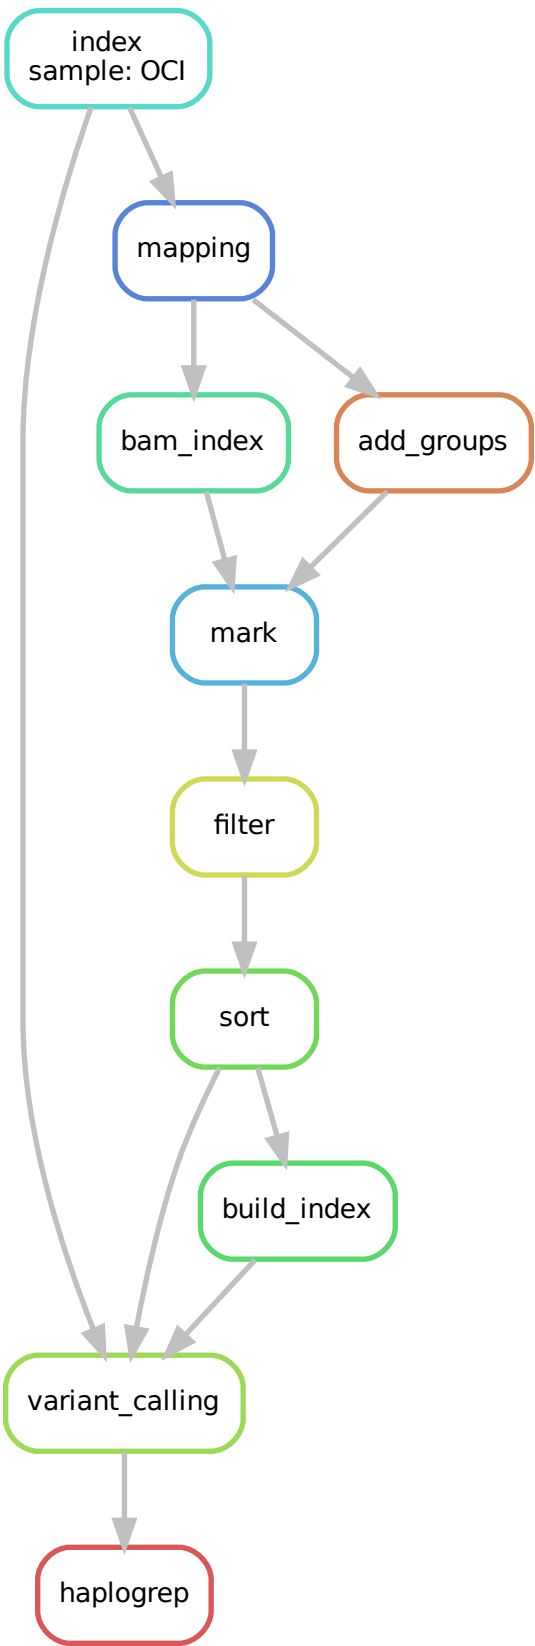 index
sample: OCI
mapping
bam_index
add_groups
mark
filter
sort
build_index
variant_calling
haplogrep